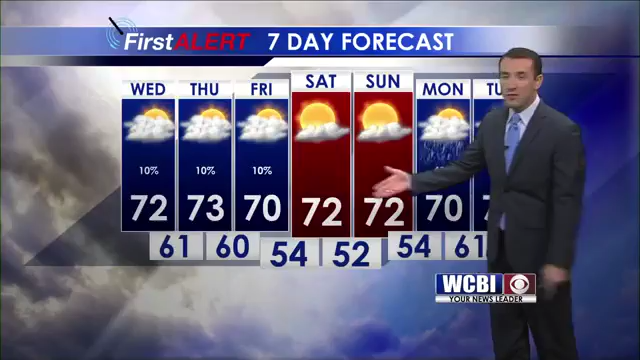 FirstALERT 7 DAY FORECAST
WED THU FRI SAT SUN MON
10% 10% 10%
72 73 70 72 72 70
61 60 54 52 54 61
WCBI
YOUR NEWS LEADER